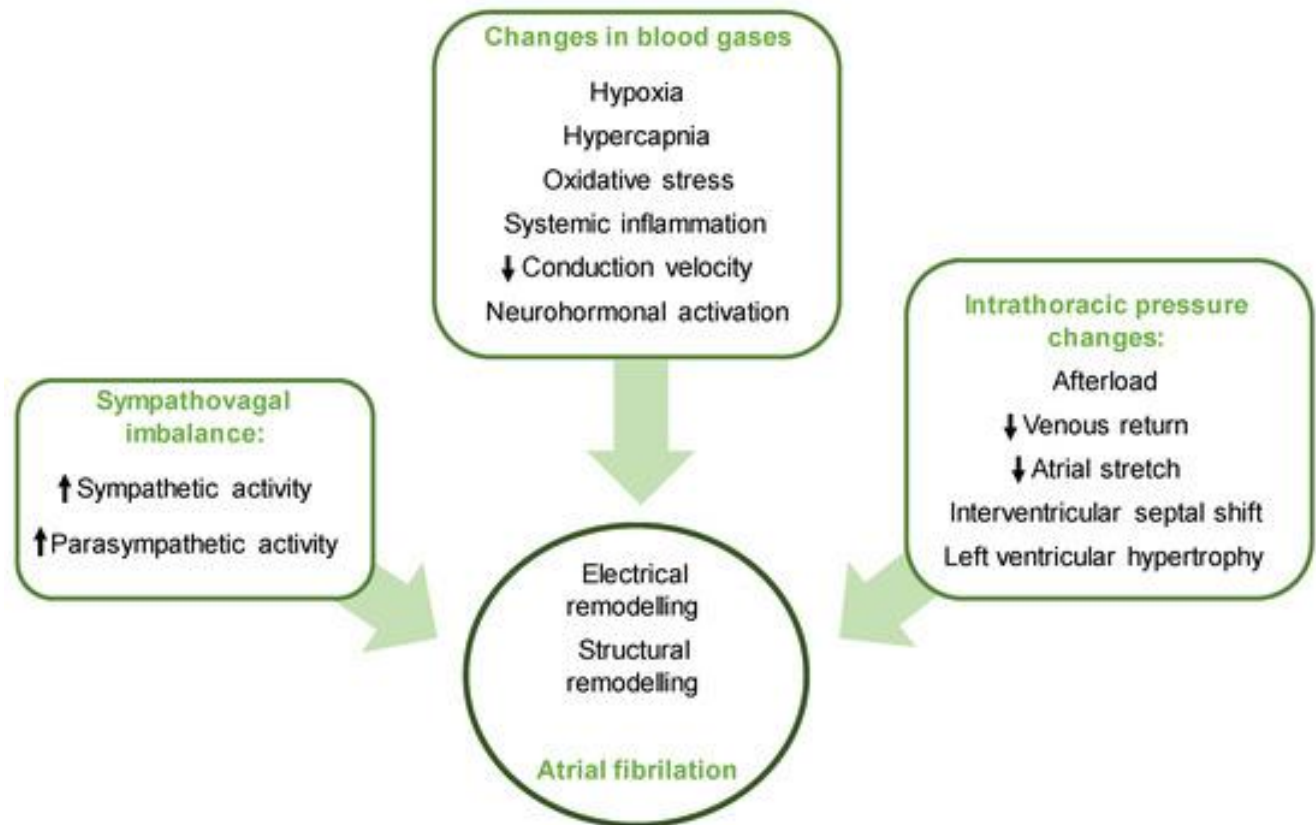 Changes in blood gases
Hypoxia
Hypercapnia
Oxidative stress
Systemic inflammation
↓ Conduction velocity
Neurohormonal activation
Sympathovagal
imbalance:
↑ Sympathetic activity
↑ Parasympathetic activity
Intrathoracic pressure
changes:
Afterload
↓ Venous return
↓ Atrial stretch
Interventricular septal shift
Left ventricular hypertrophy
Electrical
remodelling
Structural
remodelling
Atrial fibrilation